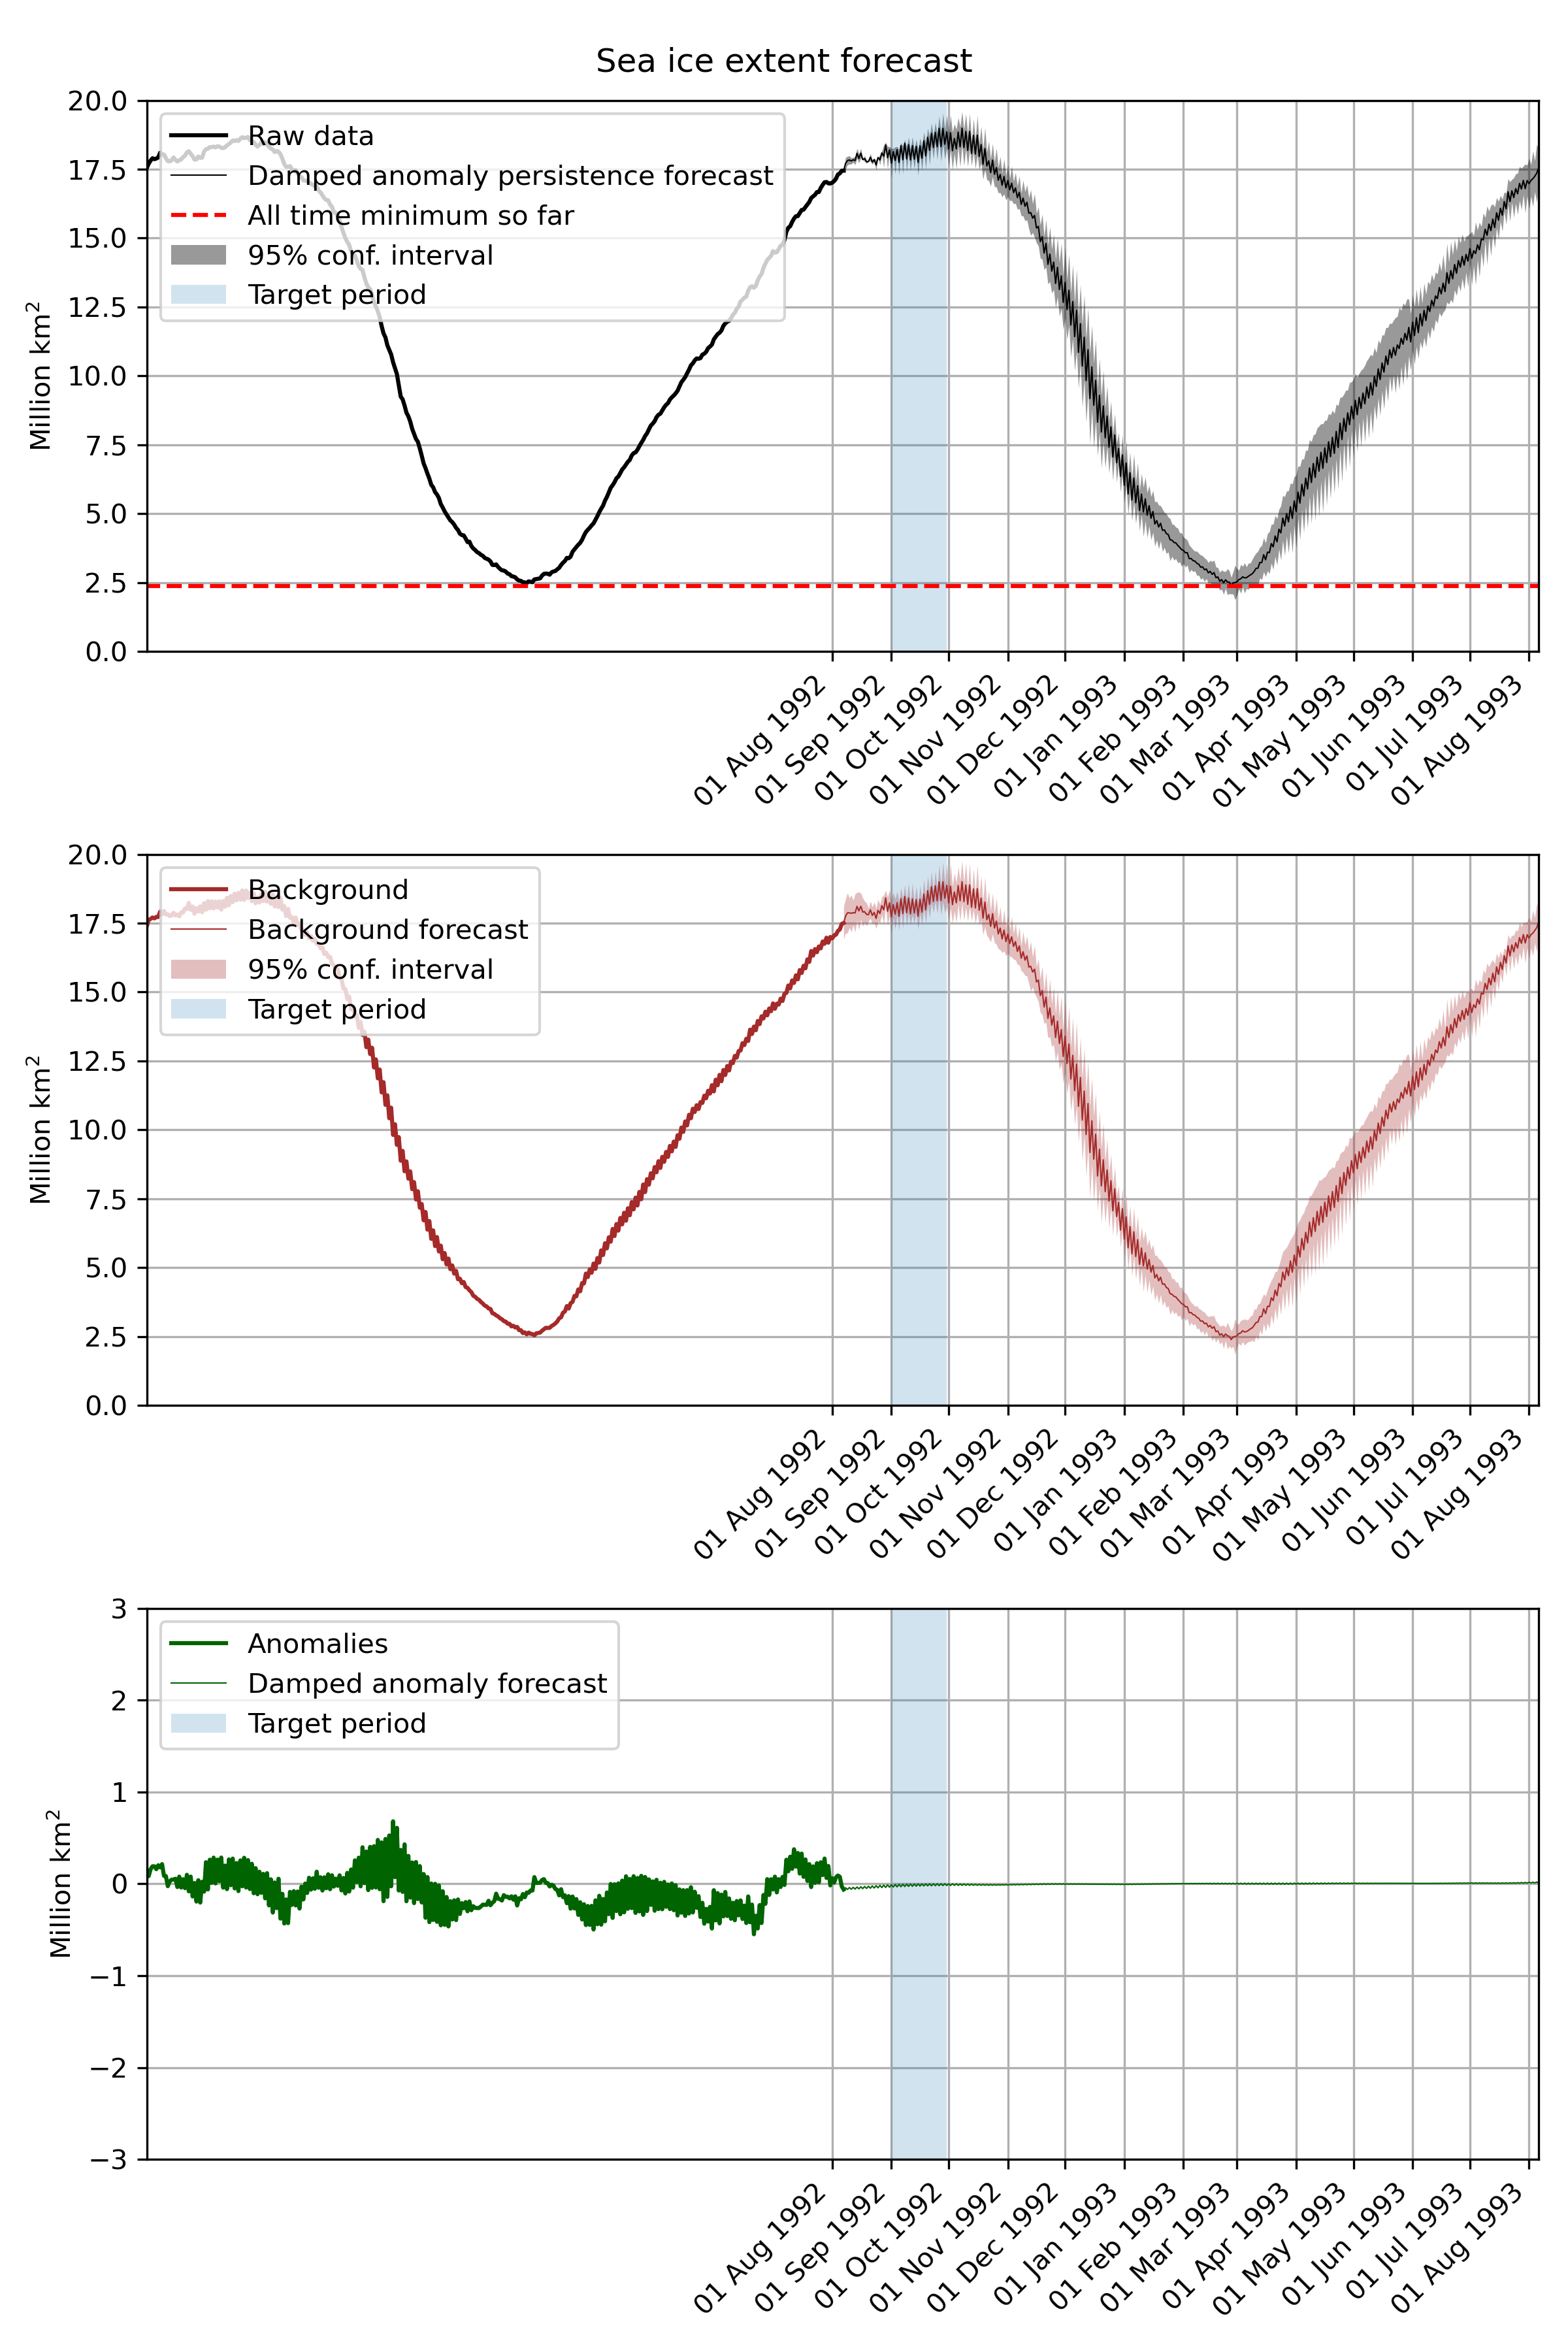 Sea ice extent forecast
20.0
17.5
15.0
12.5
10.0
7.5
5.0
2.5
0.0
Million km²
Raw data
Damped anomaly persistence forecast
All time minimum so far
95% conf. interval
Target period
01 Aug 1992
01 Sep 1992
01 Oct 1992
01 Nov 1992
01 Dec 1992
01 Jan 1993
01 Feb 1993
01 Mar 1993
01 Apr 1993
01 May 1993
01 Jun 1993
01 Jul 1993
01 Aug 1993
20.0
17.5
15.0
12.5
10.0
7.5
5.0
2.5
0.0
Million km²
Background
Background forecast
95% conf. interval
Target period
01 Aug 1992
01 Sep 1992
01 Oct 1992
01 Nov 1992
01 Dec 1992
01 Jan 1993
01 Feb 1993
01 Mar 1993
01 Apr 1993
01 May 1993
01 Jun 1993
01 Jul 1993
01 Aug 1993
3
2
1
0
−1
−2
−3
Million km²
Anomalies
Damped anomaly forecast
Target period
01 Aug 1992
01 Sep 1992
01 Oct 1992
01 Nov 1992
01 Dec 1992
01 Jan 1993
01 Feb 1993
01 Mar 1993
01 Apr 1993
01 May 1993
01 Jun 1993
01 Jul 1993
01 Aug 1993